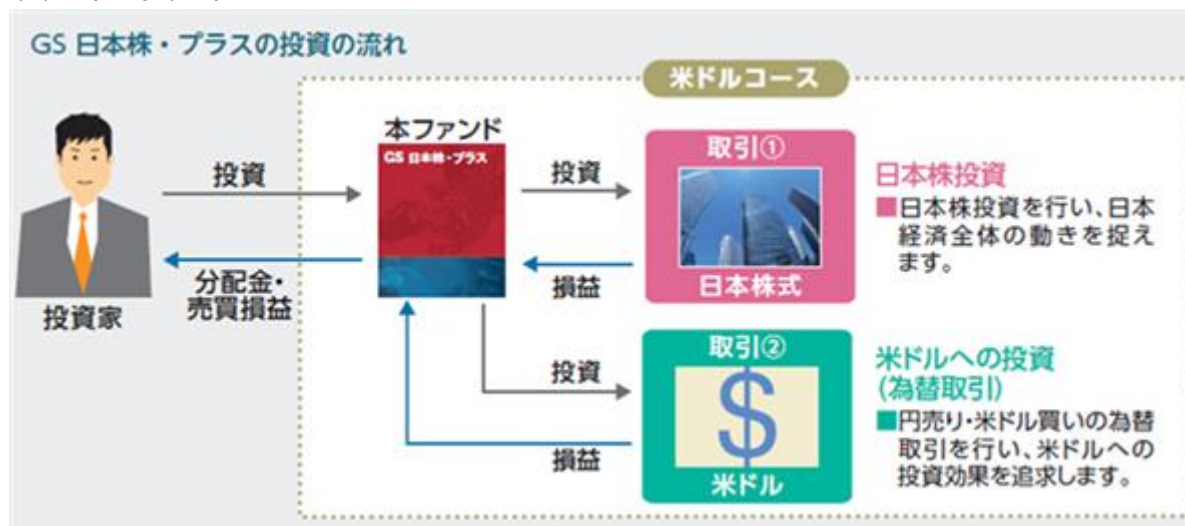 GS 日本株・プラスの投資の流れ
米ドルコース
本ファンド
GS 日本株・プラス
投資
投資
取引①
日本株式
損益
分配金・
売買損益
投資家
日本株投資
■日本株投資を行い、日本
経済全体の動きを捉え
ます。
取引②
投資
$
米ドル
損益
米ドルへの投資
(為替取引)
■円売り・米ドル買いの為替
取引を行い、米ドルへの
投資効果を追求します。